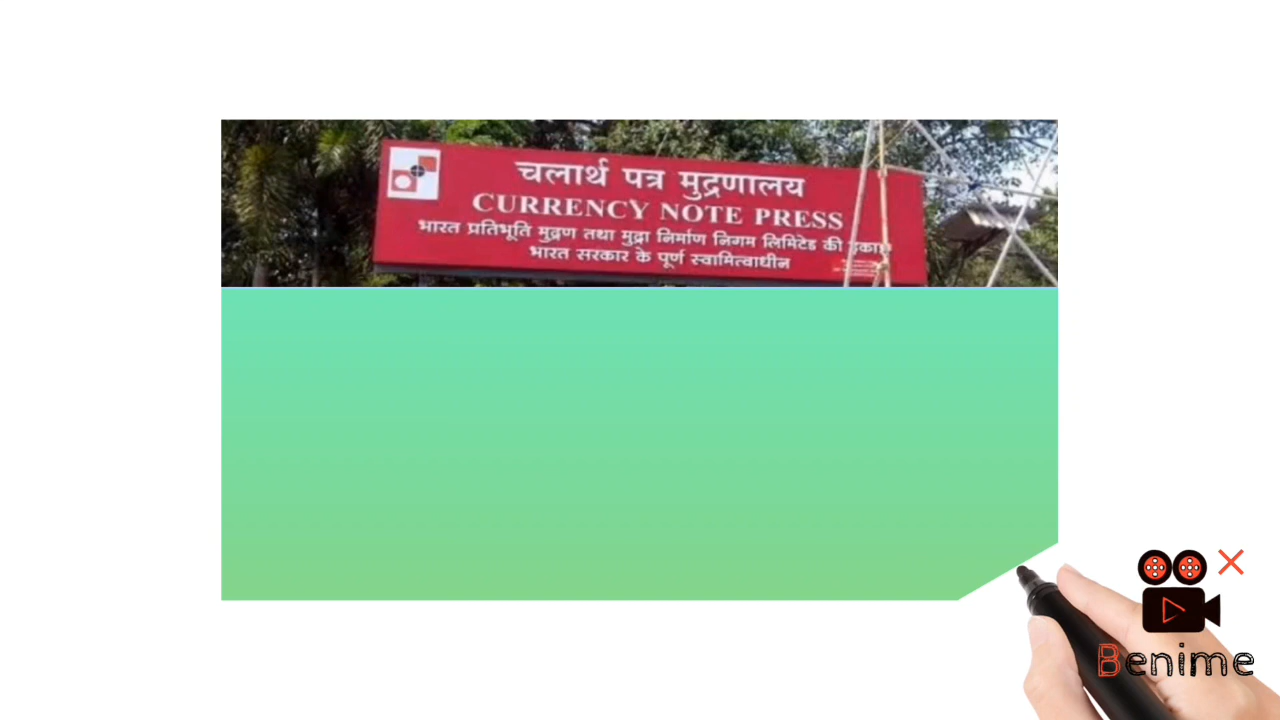 चलार्थ पत्र मुद्रणालय
CURRENCY NOTE PRESS
भारत प्रतिभूति मुद्रण तथा मुद्रा निर्माण निगम लिमिटेड की
भारत सरकार के पूर्ण स्वामित्वाधीन
Benime